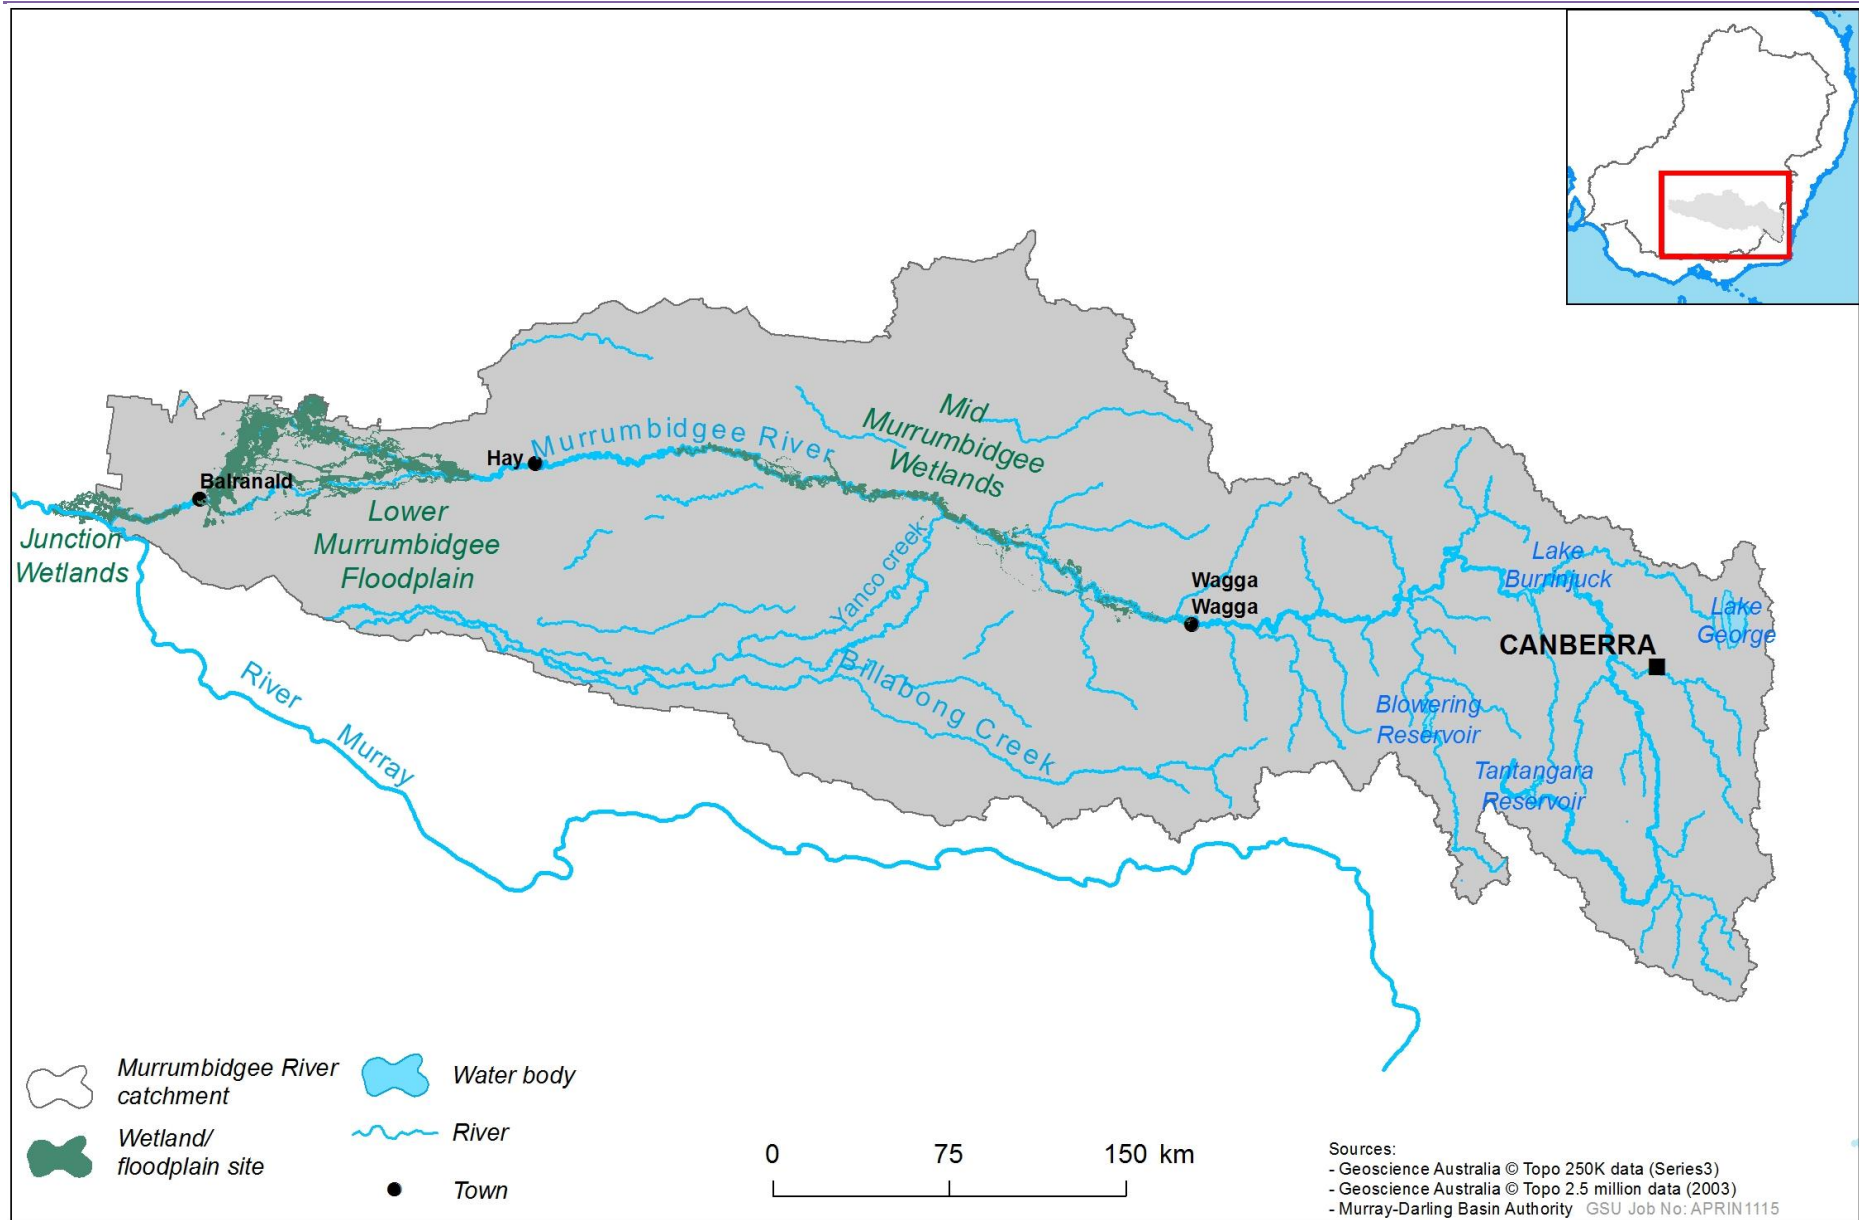 Mid
Murrumbidgee
Wetlands
Murrumbidgee River
Hay
Balranald
Lower
Murrumbidgee
Floodplain
Junction
Wetlands
Yanco creek
Wagga
Wagga
Lake
Burrinjuck
Lake
George
CANBERRA
Billabong Creek
Blowering
Reservoir
Tantangara
Reservoir
River
Murray
Murrumbidgee River
catchment
Wetland/
floodplain site
Water body
River
Town
0 75 150 km
Sources:
- Geoscience Australia © Topo 250K data (Series3)
- Geoscience Australia © Topo 2.5 million data (2003)
- Murray-Darling Basin Authority GSU Job No: APRIN1115